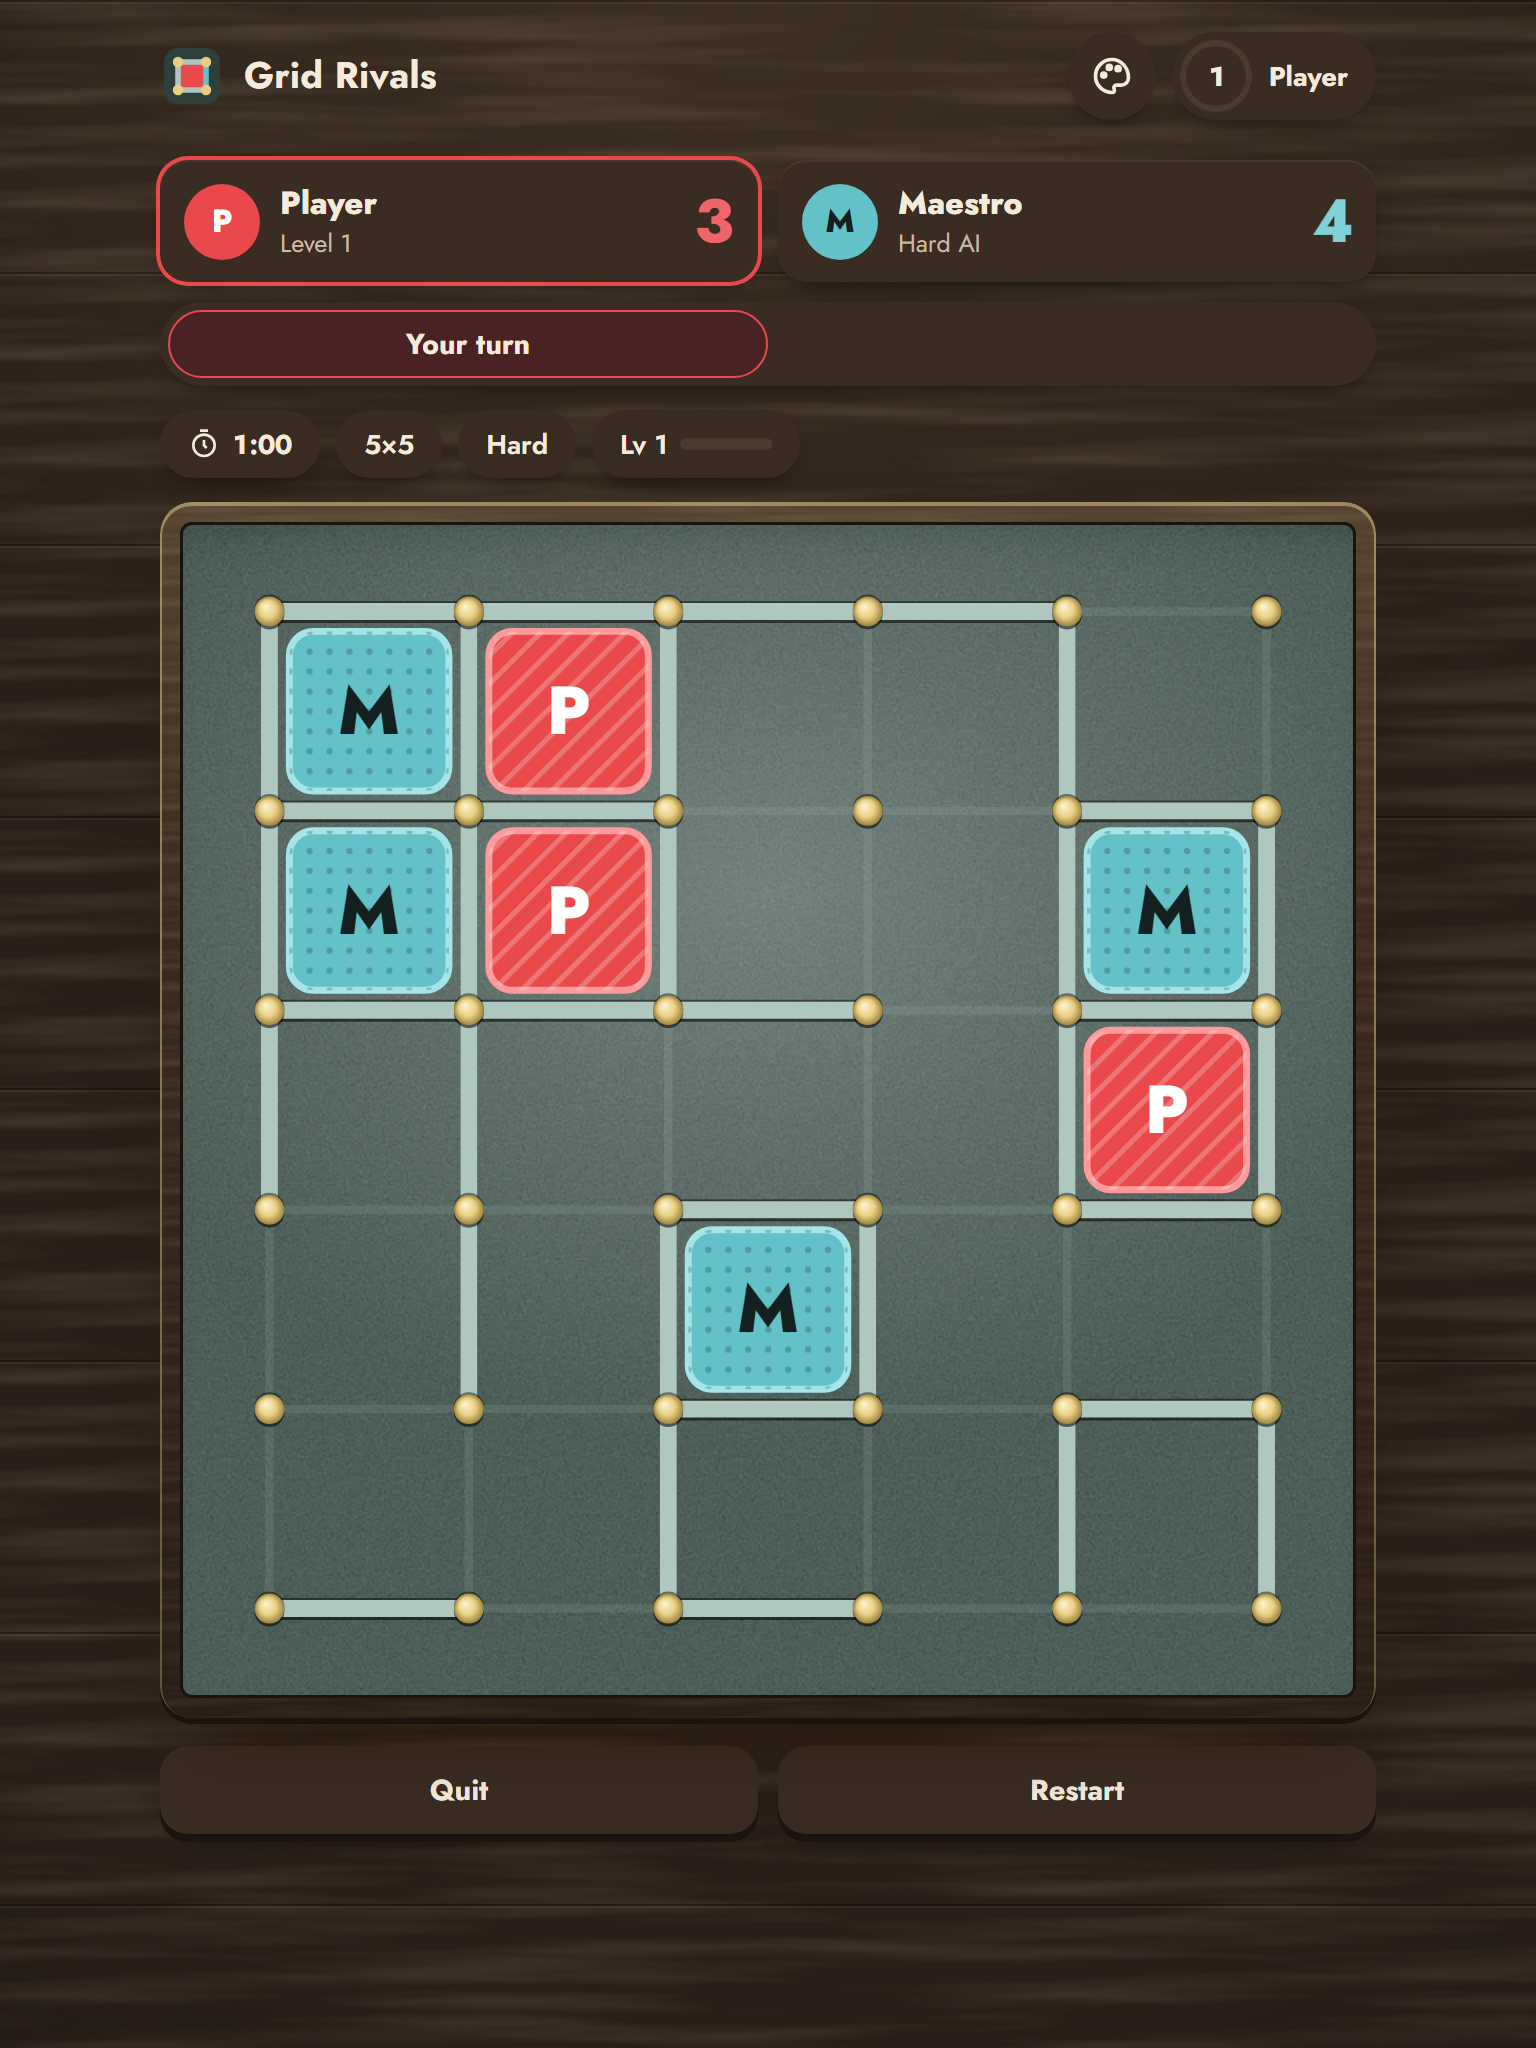 Grid Rivals
1 Player
P Player 3
Level 1
M Maestro 4
Hard AI
Your turn
1:00 5×5 Hard Lv 1
M P
M P M
P
M
Quit Restart